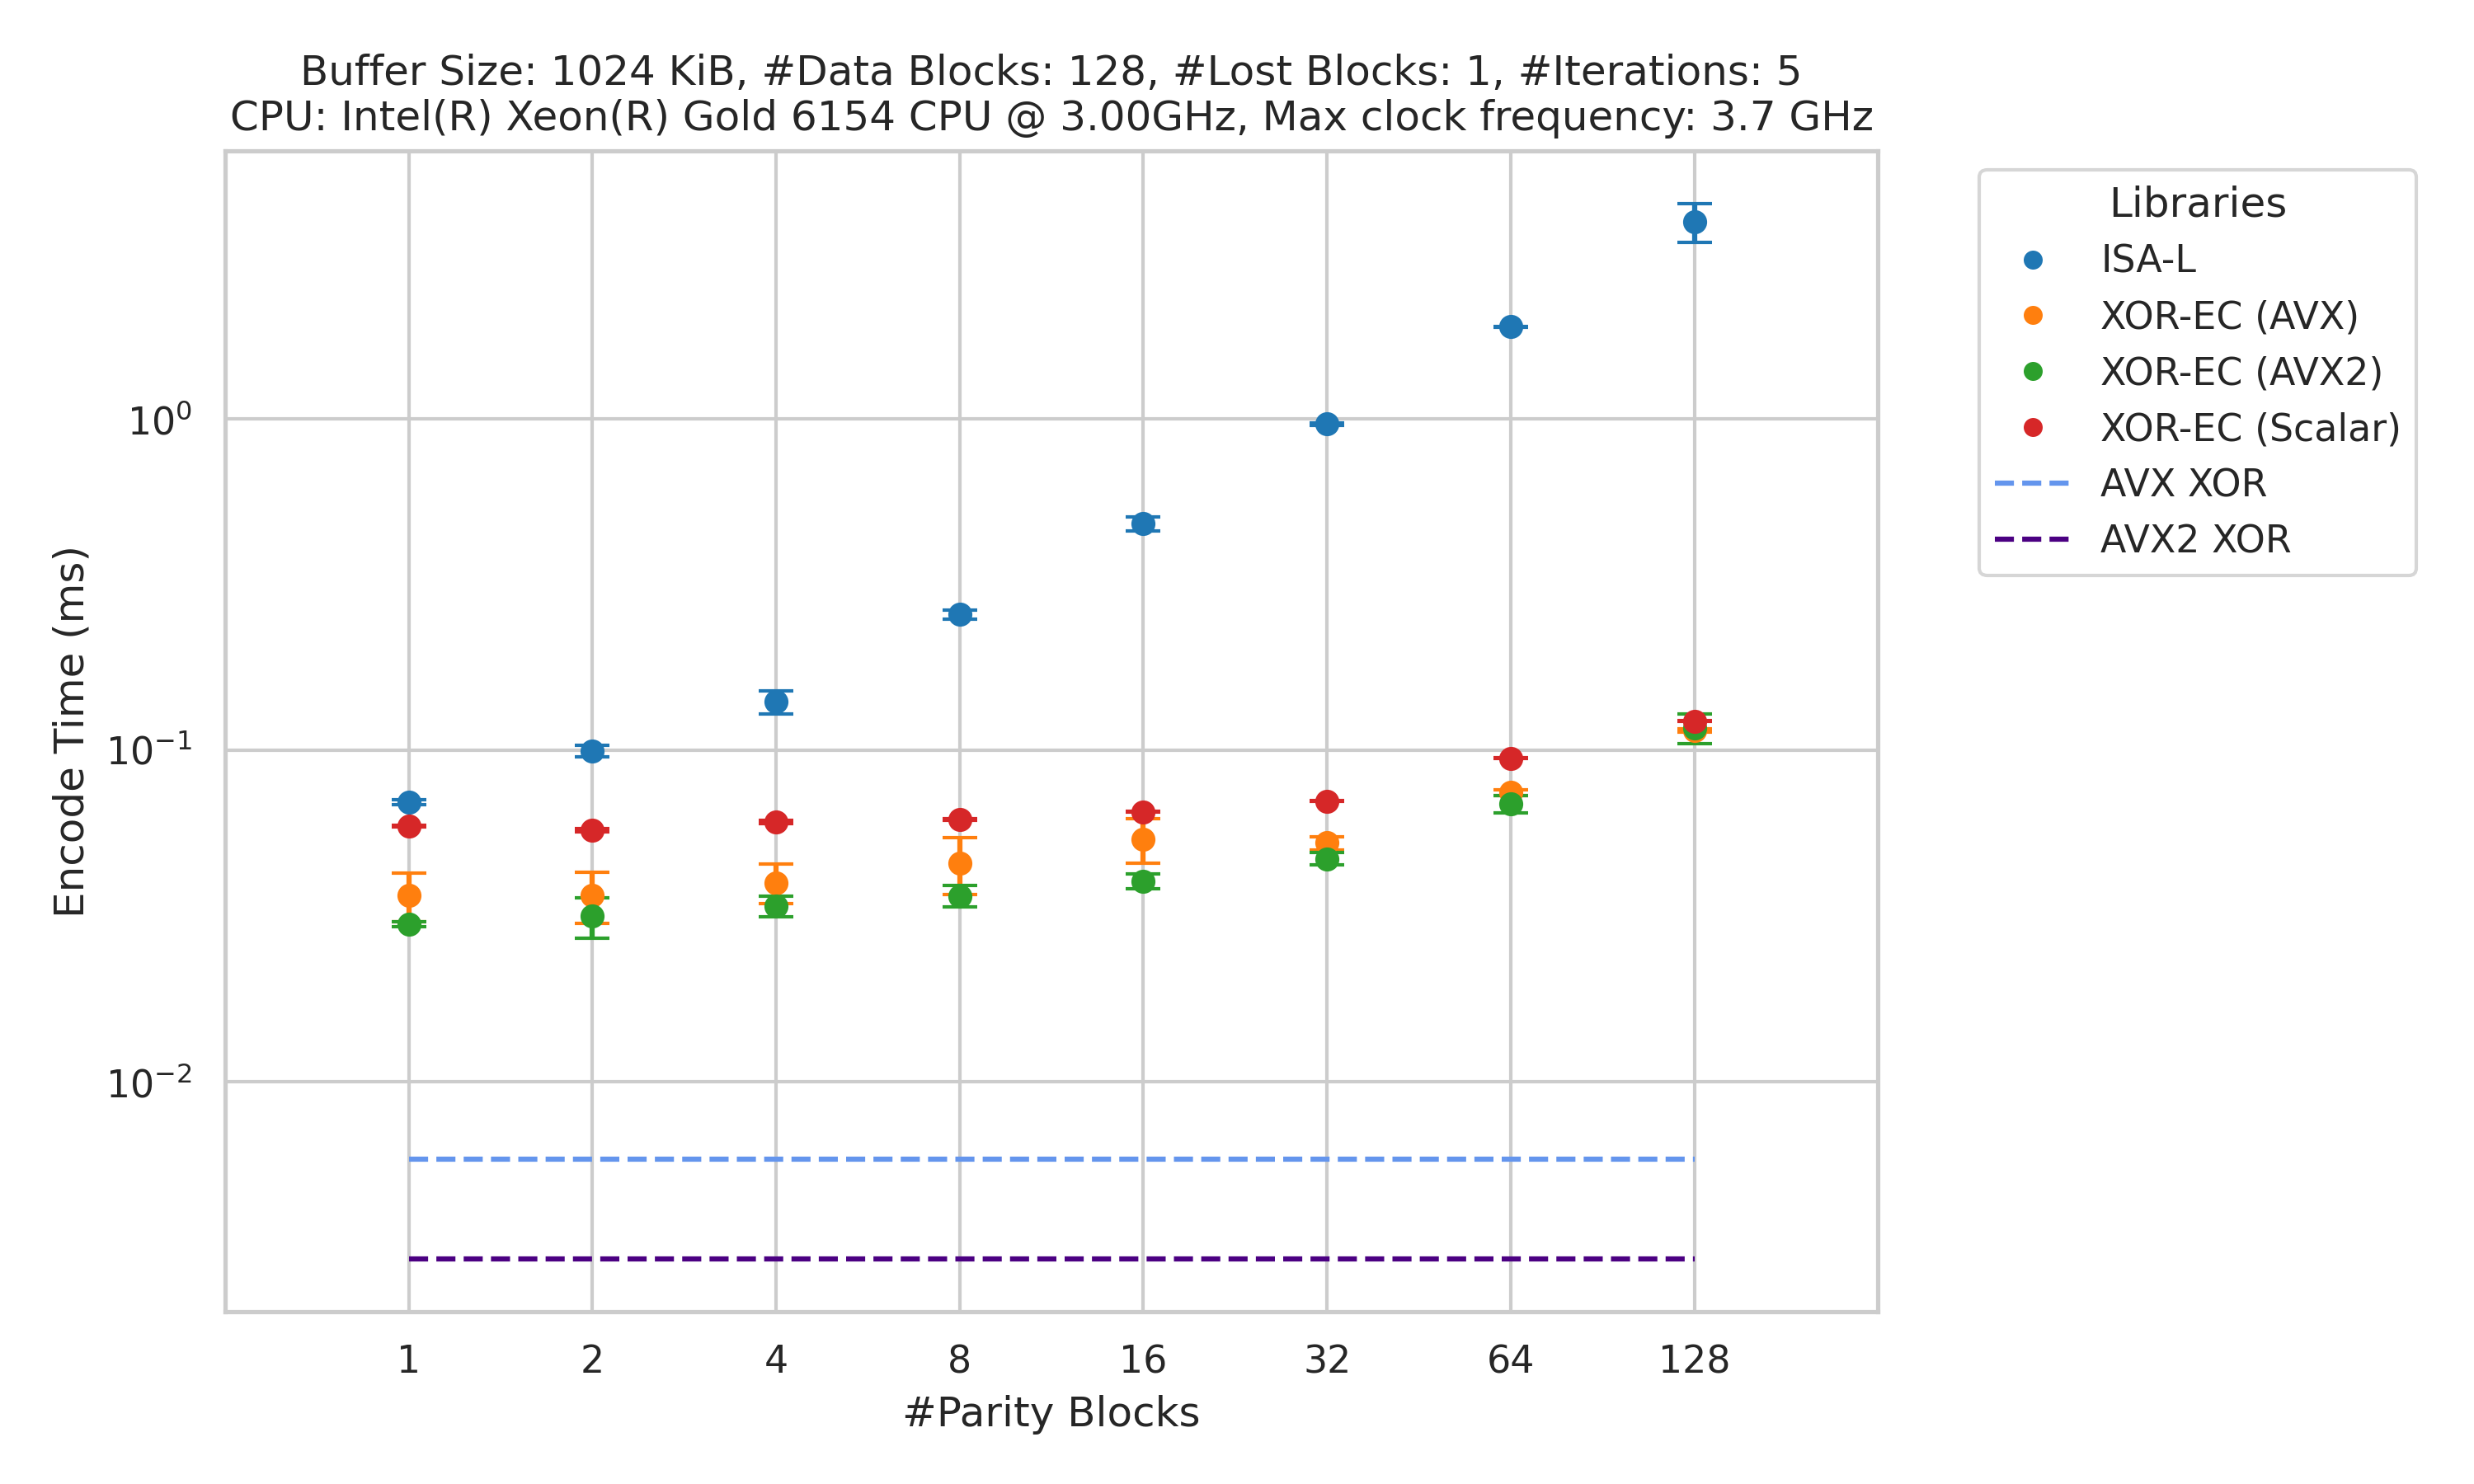 Buffer Size: 1024 KiB, #Data Blocks: 128, #Lost Blocks: 1, #Iterations: 5
CPU: Intel(R) Xeon(R) Gold 6154 CPU @ 3.00GHz, Max clock frequency: 3.7 GHz
Libraries
ISA-L
XOR-EC (AVX)
XOR-EC (AVX2)
XOR-EC (Scalar)
AVX XOR
AVX2 XOR
Encode Time (ms)
10⁰
10⁻¹
10⁻²
1 2 4 8 16 32 64 128
#Parity Blocks